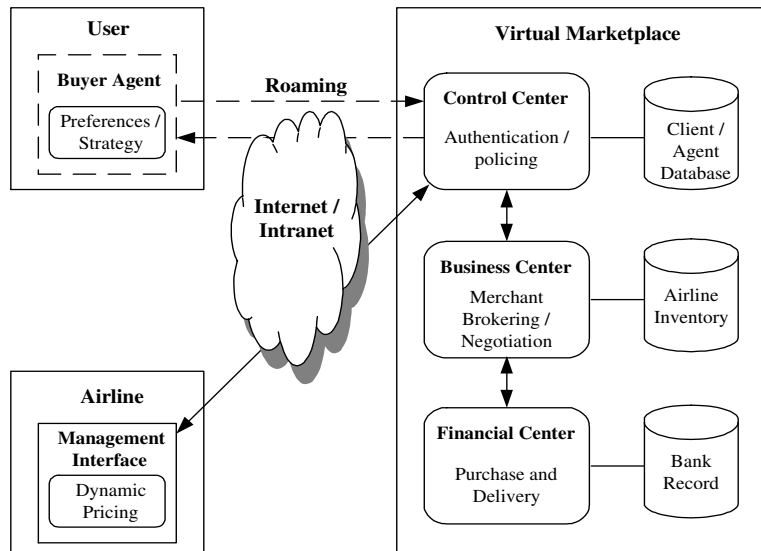 User
Buyer Agent
Preferences /
Strategy
Roaming
Internet /
Intranet
Airline
Management
Interface
Dynamic
Pricing
Virtual Marketplace
Control Center
Authentication /
policing
Client /
Agent
Database
Business Center
Merchant
Brokering /
Negotiation
Airline
Inventory
Financial Center
Purchase and
Delivery
Bank
Record